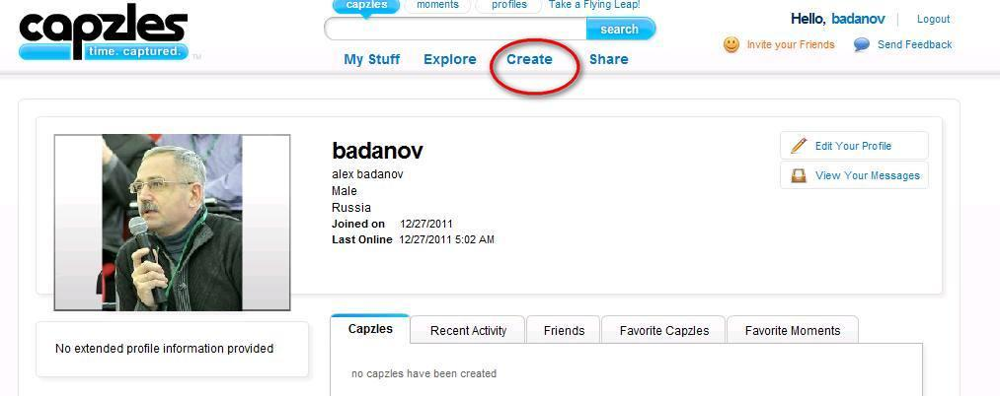 capzles
time. captured.
TM
capzles moments profiles Take a Flying Leap!
search
My Stuff Explore Create Share
Hello, badanov | Logout
Invite your Friends Send Feedback
badanov
alex badanov
Male
Russia
Joined on 12/27/2011
Last Online 12/27/2011 5:02 AM
Edit Your Profile
View Your Messages
No extended profile information provided
Capzles Recent Activity Friends Favorite Capzles Favorite Moments
no capzles have been created